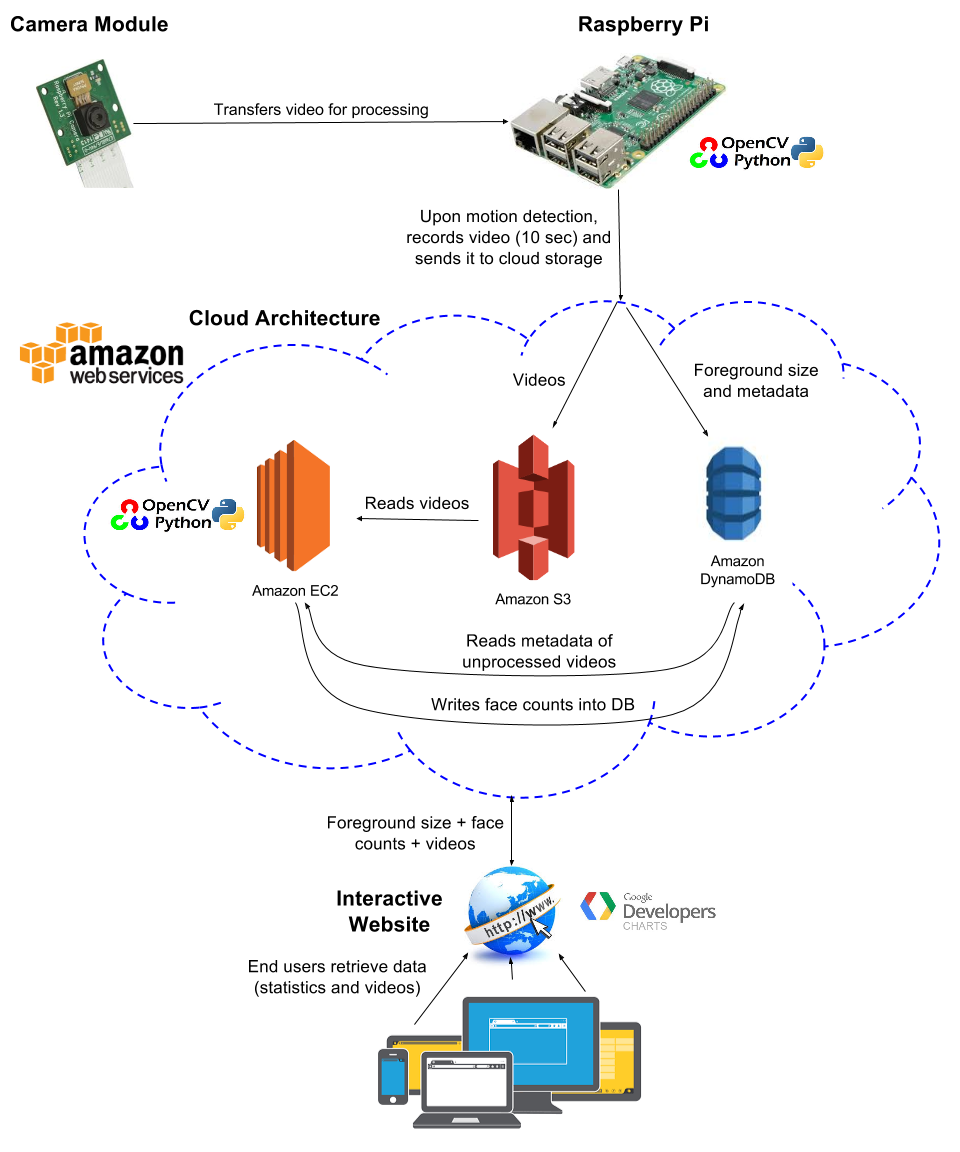 Camera Module
Raspberry Pi
Transfers video for processing
OpenCV
Python
Upon motion detection,
records video (10 sec) and
sends it to cloud storage
Cloud Architecture
amazon
web services
Videos
Foreground size
and metadata
OpenCV
Python
Reads videos
Amazon EC2
Amazon S3
Amazon
DynamoDB
Reads metadata of
unprocessed videos
Writes face counts into DB
Foreground size + face
counts + videos
Interactive
Website
http://www.
Google
Developers
CHARTS
End users retrieve data
(statistics and videos)